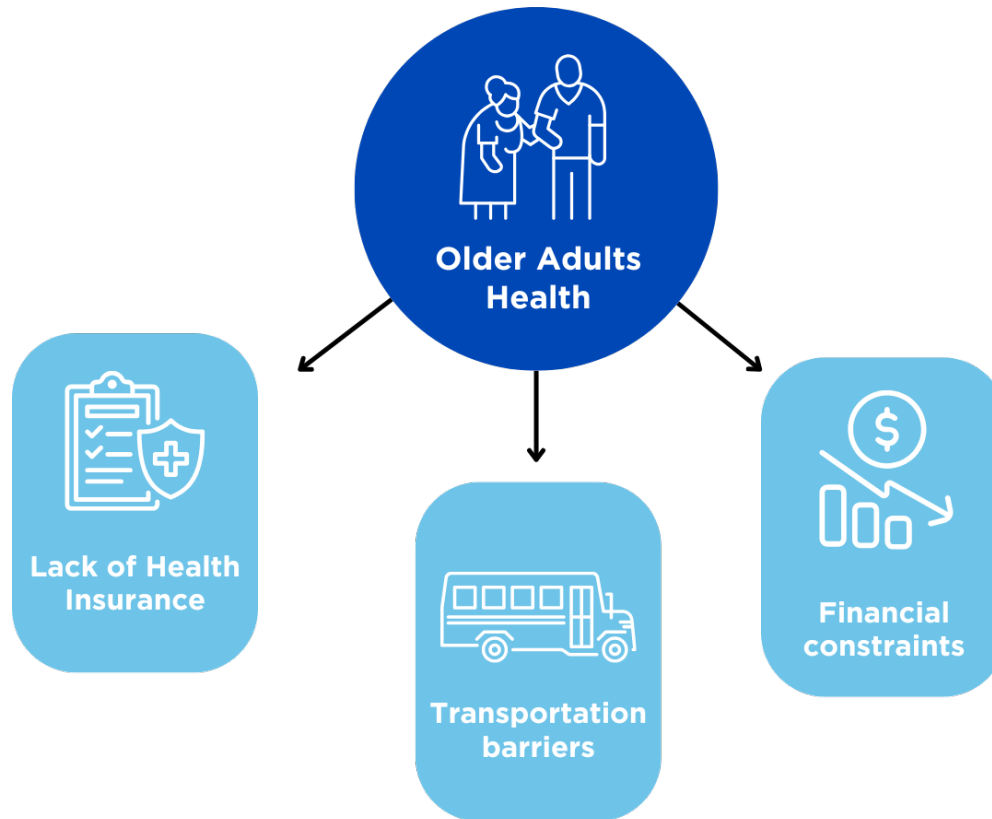 Older Adults
Health
Lack of Health
Insurance
$
Financial
constraints
Transportation
barriers